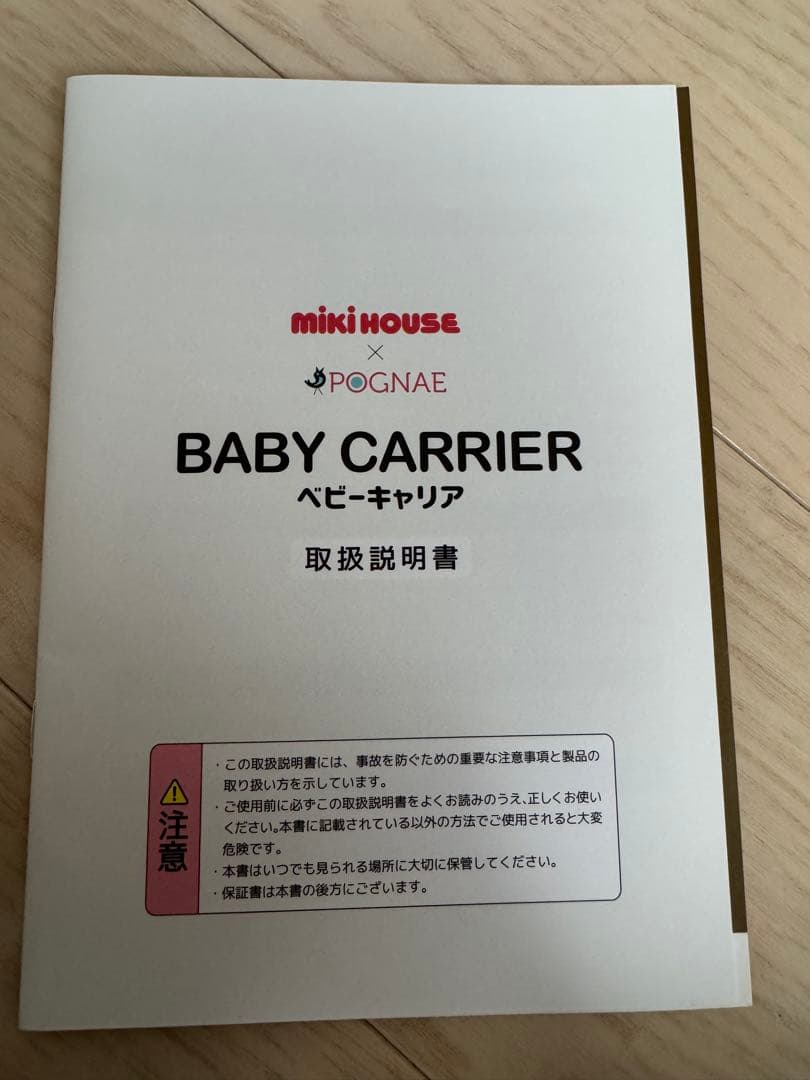 miki HOUSE
×
POGNAE
BABY CARRIER
ベビーキャリア
取扱説明書
注意
・この取扱説明書には、事故を防ぐための重要な注意事項と製品の
取り扱い方を示しています。
・ご使用前に必ずこの取扱説明書をよくお読みのうえ、正しくお使い
ください。本書に記載されている以外の方法でご使用されると大変
危険です。
・本書はいつでも見られる場所に大切に保管してください。
・保証書は本書の後方にございます。